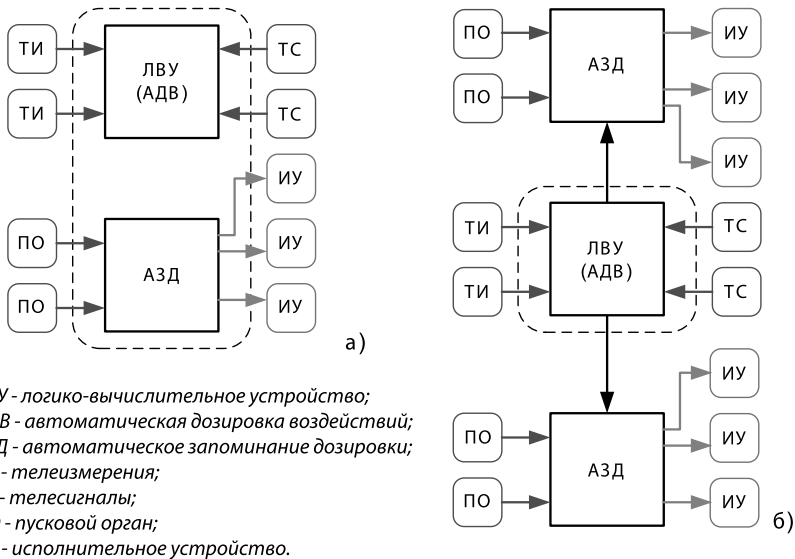 ТИ
ЛВУ
(АДВ)
ТС
ТИ
ТС
ИУ
ПО
АЗД
ИУ
ПО
ИУ
а)
У - логико-вычислительное устройство;
В - автоматическая дозировка воздействий;
Д - автоматическое запоминание дозировки;
- телеизмерения;
- телесигналы;
- пусковой орган;
- исполнительное устройство.
ПО
АЗД
ИУ
ПО
ИУ
ИУ
ТИ
ЛВУ
(АДВ)
ТС
ТИ
ТС
ИУ
ПО
АЗД
ИУ
ПО
ИУ
б)